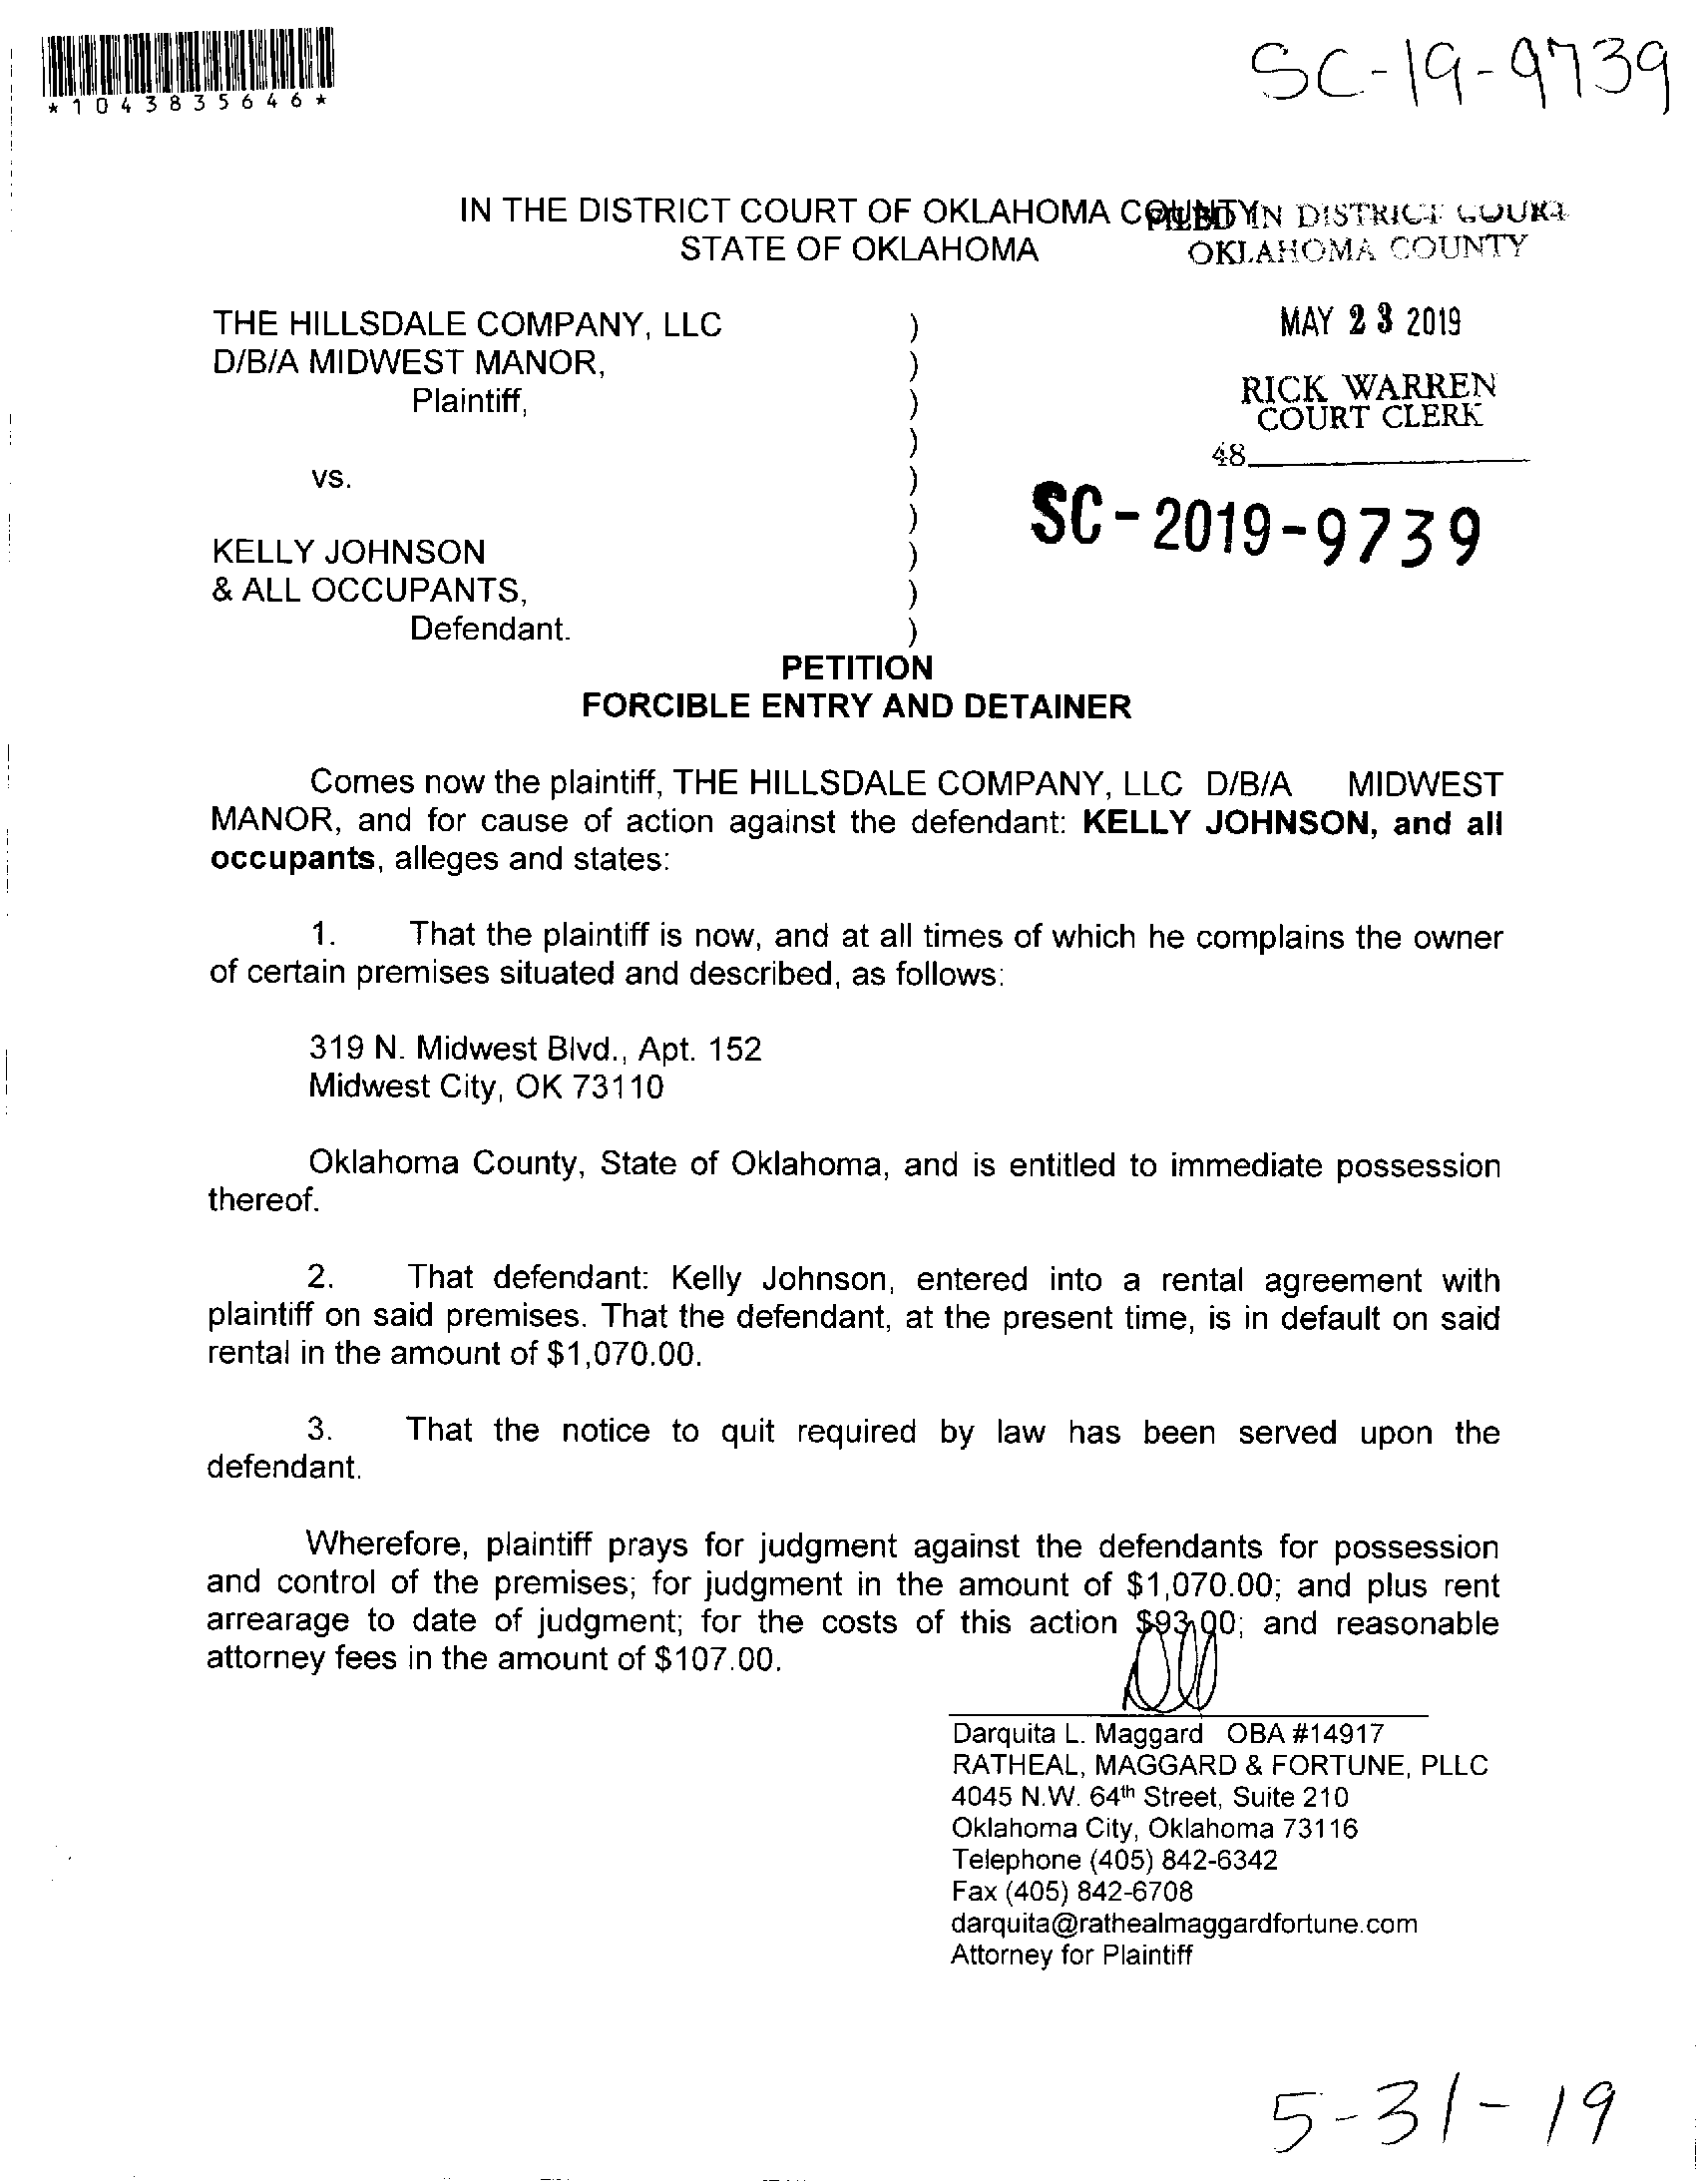 *1043835646*
SC-19-9739
IN THE DISTRICT COURT OF OKLAHOMA COUNTY
FILED IN DISTRICT COURT
STATE OF OKLAHOMA
OKLAHOMA COUNTY
THE HILLSDALE COMPANY, LLC )
D/B/A MIDWEST MANOR, )
Plaintiff, )
)
vs. )
)
KELLY JOHNSON )
& ALL OCCUPANTS, )
Defendant. )
MAY 23 2019
RICK WARREN
COURT CLERK
48
SC-2019-9739
PETITION
FORCIBLE ENTRY AND DETAINER
Comes now the plaintiff, THE HILLSDALE COMPANY, LLC D/B/A MIDWEST
MANOR, and for cause of action against the defendant: KELLY JOHNSON, and all
occupants, alleges and states:
1. That the plaintiff is now, and at all times of which he complains the owner
of certain premises situated and described, as follows:
319 N. Midwest Blvd., Apt. 152
Midwest City, OK 73110
Oklahoma County, State of Oklahoma, and is entitled to immediate possession
thereof.
2. That defendant: Kelly Johnson, entered into a rental agreement with
plaintiff on said premises. That the defendant, at the present time, is in default on said
rental in the amount of $1,070.00.
3. That the notice to quit required by law has been served upon the
defendant.
Wherefore, plaintiff prays for judgment against the defendants for possession
and control of the premises; for judgment in the amount of $1,070.00; and plus rent
arrearage to date of judgment; for the costs of this action $93.00; and reasonable
attorney fees in the amount of $107.00.
Darquita L. Maggard OBA #14917
RATHEAL, MAGGARD & FORTUNE, PLLC
4045 N.W. 64th Street, Suite 210
Oklahoma City, Oklahoma 73116
Telephone (405) 842-6342
Fax (405) 842-6708
darquita@rathealmaggardfortune.com
Attorney for Plaintiff
5-31-19